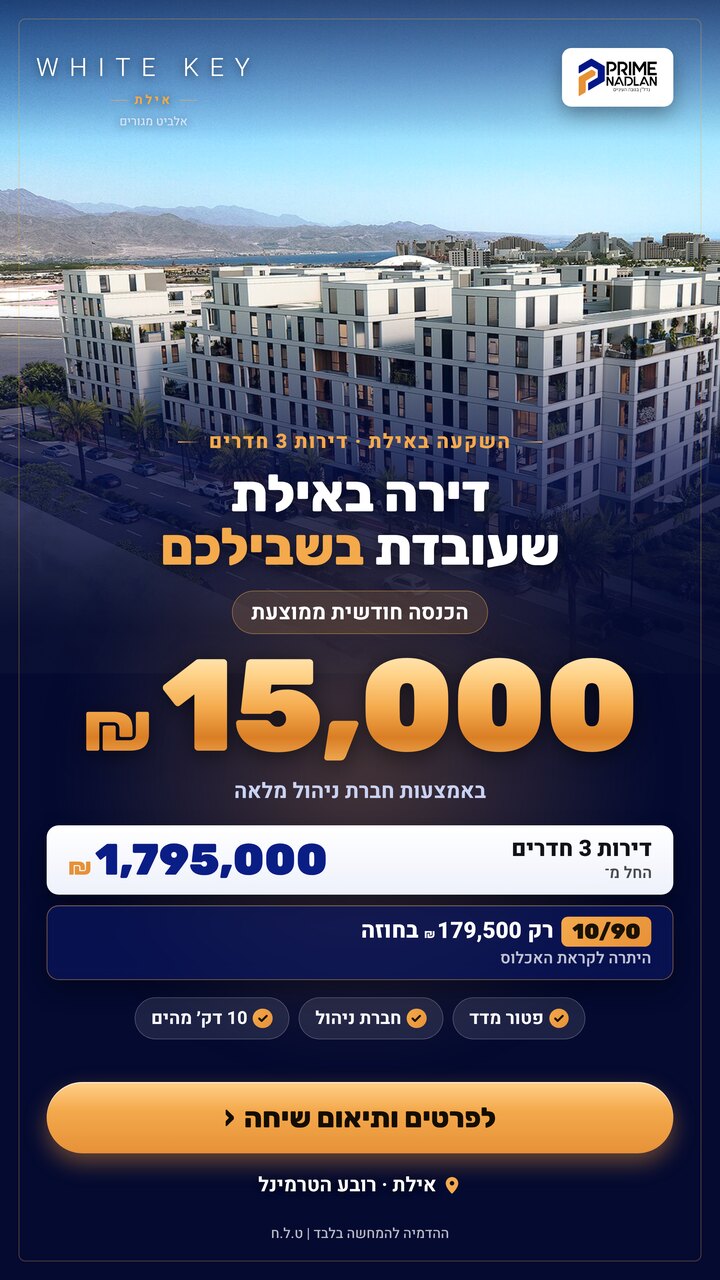 WHITE KEY
אילת
אלביט מגורים
PRIME
NADLAN
נדל"ן בגובה העיניים
השקעה באילת · דירות 3 חדרים
דירה באילת
שעובדת בשבילכם
הכנסה חודשית ממוצעת
15,000 ₪
באמצעות חברת ניהול מלאה
דירות 3 חדרים
החל מ־
1,795,000 ₪
10/90 רק 179,500 ₪ בחוזה
היתרה לקראת האכלוס
פטור מדד
חברת ניהול
10 דק׳ מהים
לפרטים ותיאום שיחה ›
אילת · רובע הטרמינל
ההדמיה להמחשה בלבד | ט.ל.ח